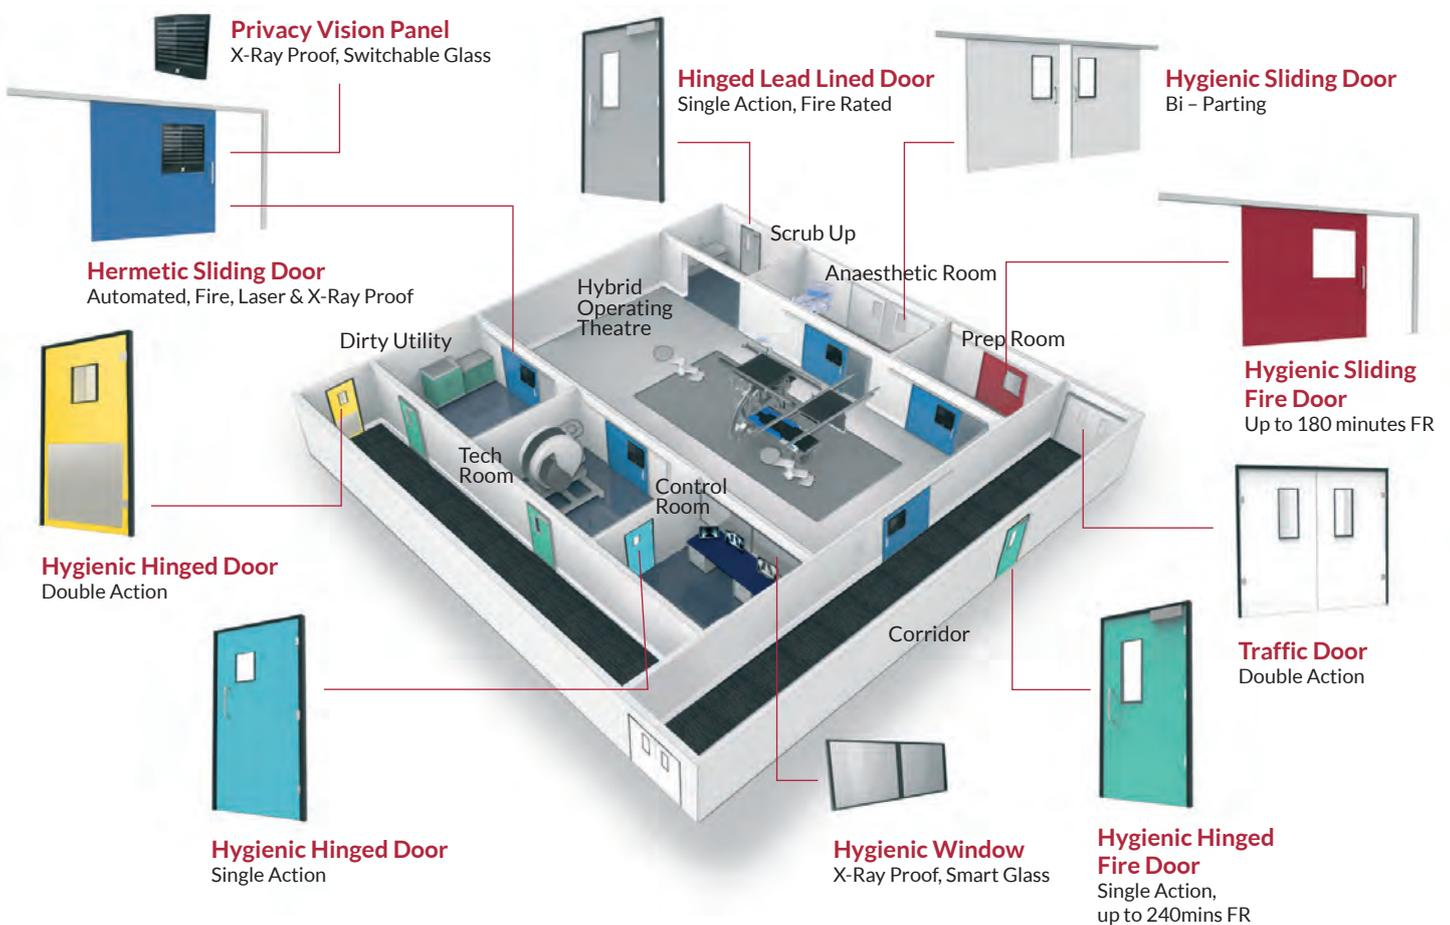 Privacy Vision Panel
X-Ray Proof, Switchable Glass
Hinged Lead Lined Door
Single Action, Fire Rated
Hygienic Sliding Door
Bi – Parting
Hermetic Sliding Door
Automated, Fire, Laser & X-Ray Proof
Scrub Up
Anaesthetic Room
Hybrid
Operating
Theatre
Dirty Utility
Prep Room
Hygienic Sliding
Fire Door
Up to 180 minutes FR
Tech
Room
Control
Room
Hygienic Hinged Door
Double Action
Corridor
Traffic Door
Double Action
Hygienic Hinged Door
Single Action
Hygienic Window
X-Ray Proof, Smart Glass
Hygienic Hinged
Fire Door
Single Action,
up to 240mins FR